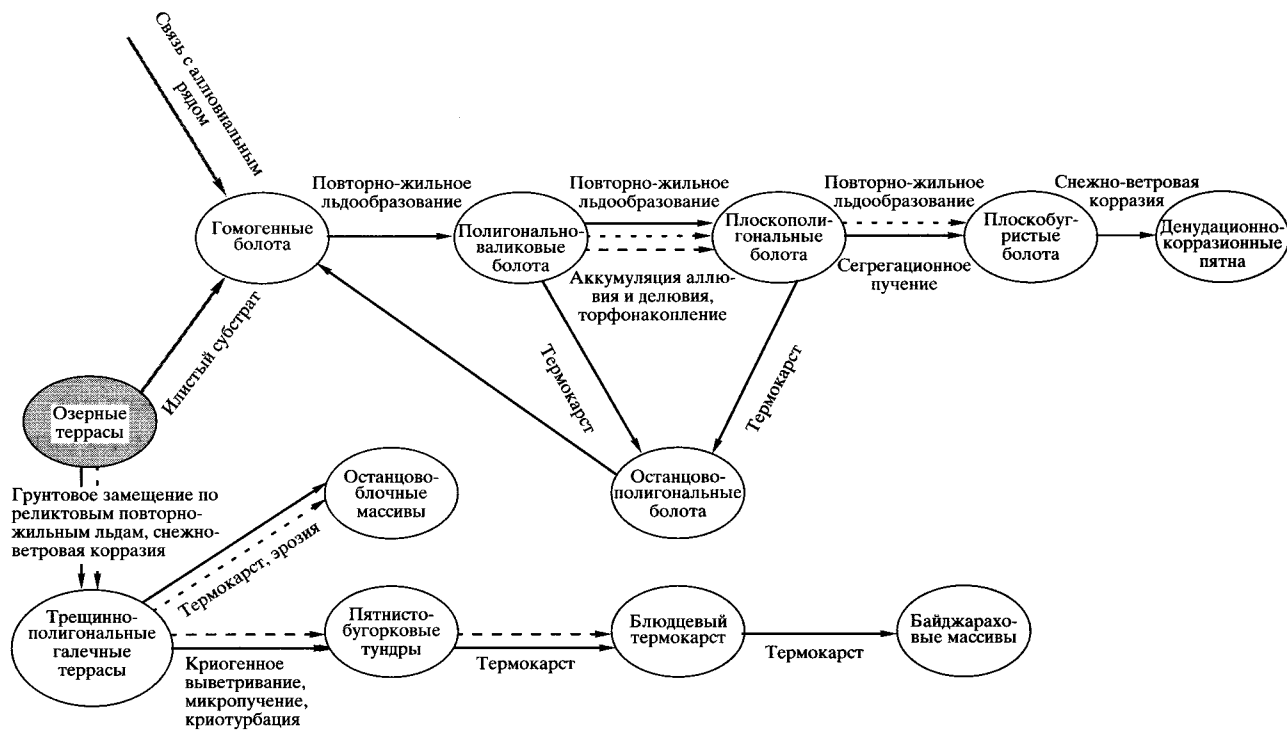 Связь с аллювиальным
рядом
Гомогенные
болота
Повторно-жильное
льдообразование
Полигонально-
валиковые
болота
Повторно-жильное
льдообразование
Аккумуляция аллю-
вия и делювия,
торфонакопление
Плоскополи-
гональные
болота
Повторно-жильное
льдообразование
Сегрегационное
пучение
Плоскобуг-
ристые
болота
Снежно-ветровая
корразия
Денудационно-
корразионные
пятна
Илистый субстрат
Термокарст
Термокарст
Озерные
террасы
Останцово-
полигональные
болота
Грунтовое замещение по
реликтовым повторно-
жильным льдам, снежно-
ветровая корразия
Останцово-
блочные
массивы
Термокарст, эрозия
Трещинно-
полигональные
галечные
террасы
Криогенное
выветривание,
микропучение,
криотурбация
Пятнисто-
бугорковые
тундры
Термокарст
Блюдцевый
термокарст
Термокарст
Байджарахо-
вые массивы